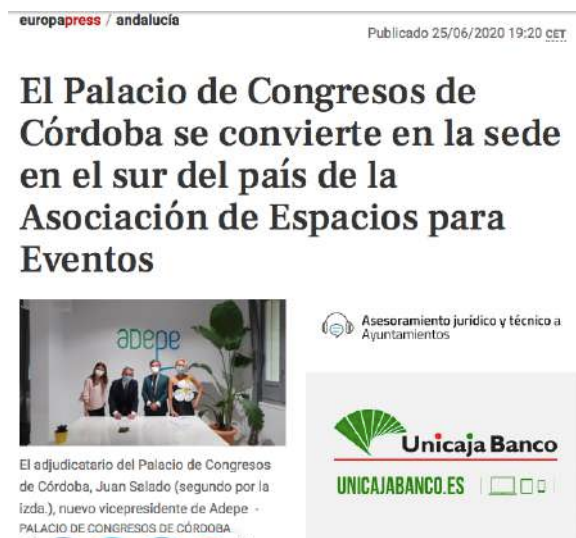 europapress / andalucía
Publicado 25/06/2020 19:20 CET
El Palacio de Congresos de
Córdoba se convierte en la sede
en el sur del país de la
Asociación de Espacios para
Eventos
adepe
Asesoramiento jurídico y técnico a
Ayuntamientos
Unicaja Banco
UNICAJABANCO.ES
El adjudicatario del Palacio de Congresos
de Córdoba, Juan Salado (segundo por la
izda.), nuevo vicepresidente de Adepe -
PALACIO DE CONGRESOS DE CÓRDOBA